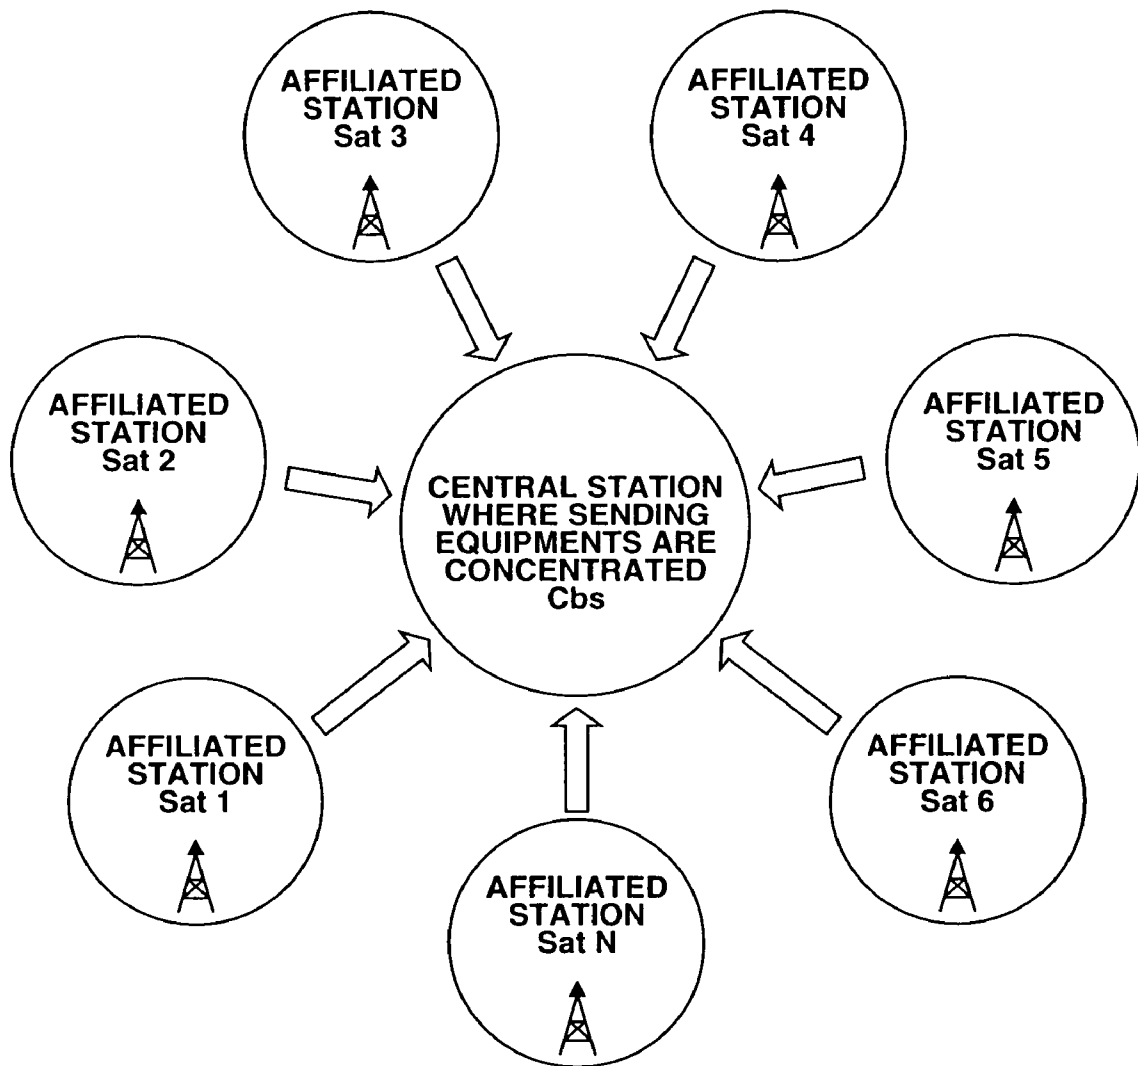 AFFILIATED
STATION
Sat 3
AFFILIATED
STATION
Sat 4
AFFILIATED
STATION
Sat 2
AFFILIATED
STATION
Sat 5
CENTRAL STATION
WHERE SENDING
EQUIPMENTS ARE
CONCENTRATED
Cbs
AFFILIATED
STATION
Sat 1
AFFILIATED
STATION
Sat 6
AFFILIATED
STATION
Sat N